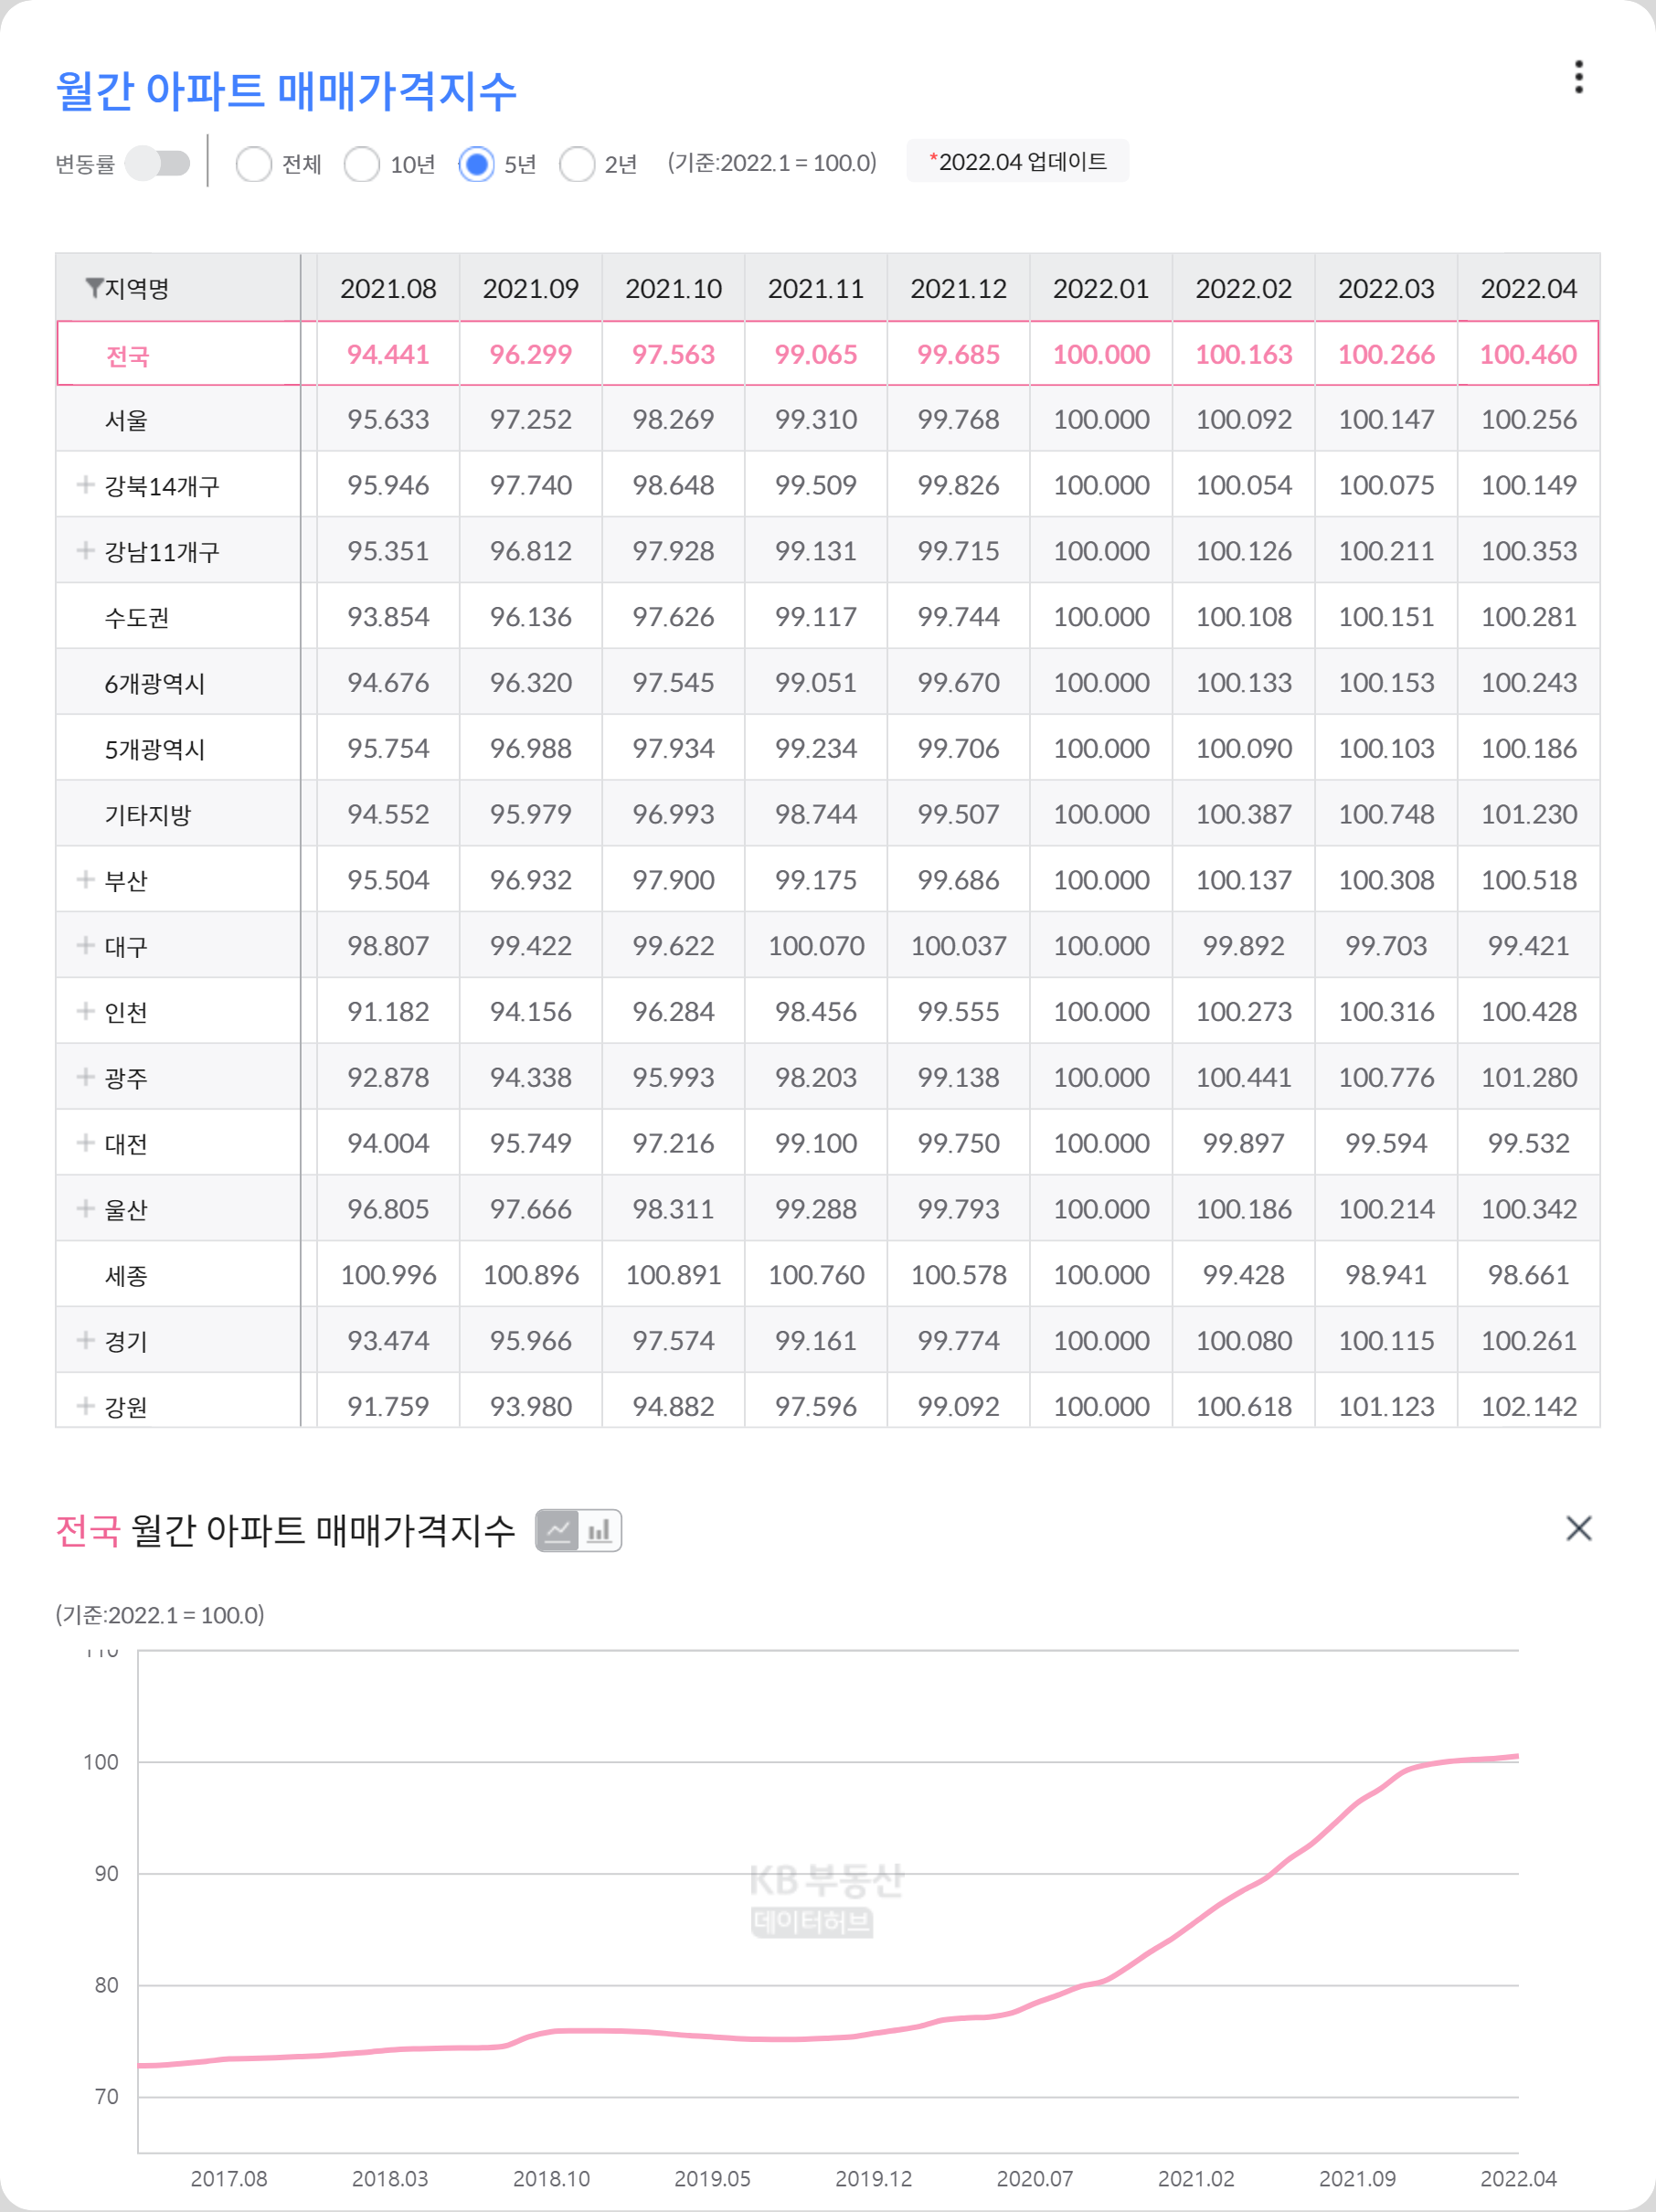 월간 아파트 매매가격지수
변동률 전체 10년 5년 2년 (기준:2022.1 = 100.0) *2022.04 업데이트
지역명 2021.08 2021.09 2021.10 2021.11 2021.12 2022.01 2022.02 2022.03 2022.04
전국 94.441 96.299 97.563 99.065 99.685 100.000 100.163 100.266 100.460
서울 95.633 97.252 98.269 99.310 99.768 100.000 100.092 100.147 100.256
강북14개구 95.946 97.740 98.648 99.509 99.826 100.000 100.054 100.075 100.149
강남11개구 95.351 96.812 97.928 99.131 99.715 100.000 100.126 100.211 100.353
수도권 93.854 96.136 97.626 99.117 99.744 100.000 100.108 100.151 100.281
6개광역시 94.676 96.320 97.545 99.051 99.670 100.000 100.133 100.153 100.243
5개광역시 95.754 96.988 97.934 99.234 99.706 100.000 100.090 100.103 100.186
기타지방 94.552 95.979 96.993 98.744 99.507 100.000 100.387 100.748 101.230
부산 95.504 96.932 97.900 99.175 99.686 100.000 100.137 100.308 100.518
대구 98.807 99.422 99.622 100.070 100.037 100.000 99.892 99.703 99.421
인천 91.182 94.156 96.284 98.456 99.555 100.000 100.273 100.316 100.428
광주 92.878 94.338 95.993 98.203 99.138 100.000 100.441 100.776 101.280
대전 94.004 95.749 97.216 99.100 99.750 100.000 99.897 99.594 99.532
울산 96.805 97.666 98.311 99.288 99.793 100.000 100.186 100.214 100.342
세종 100.996 100.896 100.891 100.760 100.578 100.000 99.428 98.941 98.661
경기 93.474 95.966 97.574 99.161 99.774 100.000 100.080 100.115 100.261
강원 91.759 93.980 94.882 97.596 99.092 100.000 100.618 101.123 102.142
전국 월간 아파트 매매가격지수
(기준:2022.1 = 100.0)
110
100
90
KB 부동산
데이터허브
80
70
2017.08 2018.03 2018.10 2019.05 2019.12 2020.07 2021.02 2021.09 2022.04